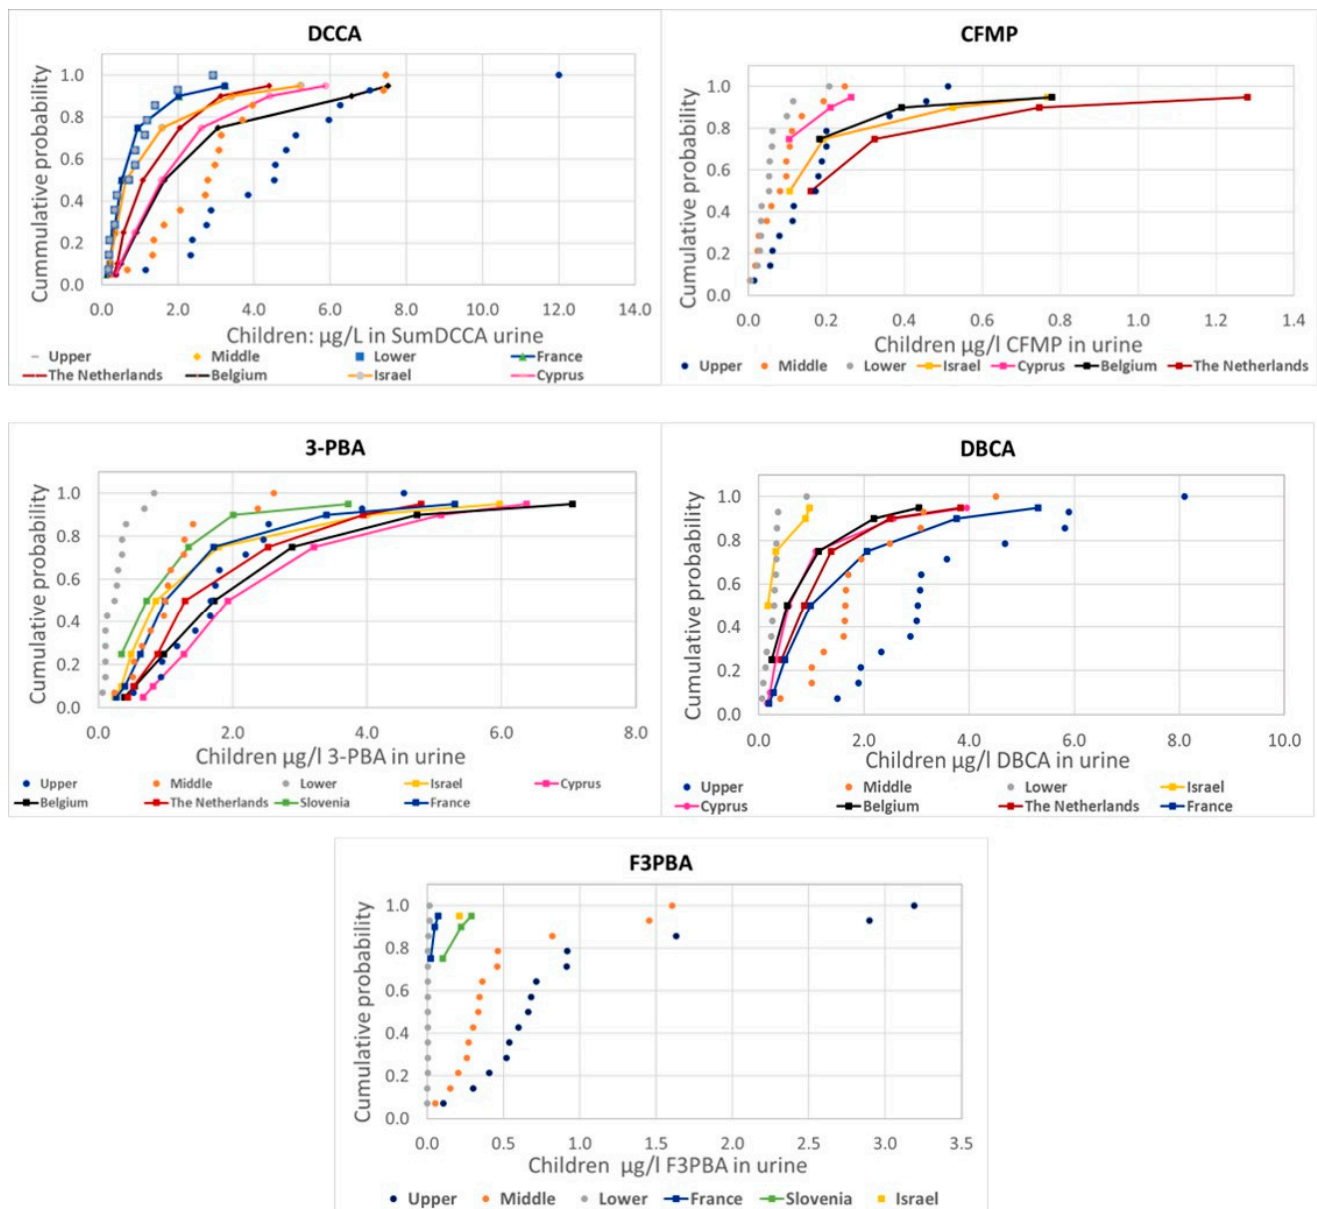 DCCA
Cummulative probability
1.0
0.8
0.6
0.4
0.2
0.0
0.0 2.0 4.0 6.0 8.0 10.0 12.0 14.0
Children: µg/L in SumDCCA urine
Upper Middle Lower France
The Netherlands Belgium Israel Cyprus
CFMP
Cumulative probability
1.0
0.8
0.6
0.4
0.2
0.0
0.0 0.2 0.4 0.6 0.8 1.0 1.2 1.4
Children µg/l CFMP in urine
Upper Middle Lower Israel Cyprus Belgium The Netherlands
3-PBA
Cumulative probability
1.0
0.8
0.6
0.4
0.2
0.0
0.0 2.0 4.0 6.0 8.0
Children µg/l 3-PBA in urine
Upper Middle Lower Israel Cyprus
Belgium The Netherlands Slovenia France
DBCA
Cumulative probability
1.0
0.8
0.6
0.4
0.2
0.0
0.0 2.0 4.0 6.0 8.0 10.0
Children µg/l DBCA in urine
Upper Middle Lower Israel
Cyprus Belgium The Netherlands France
F3PBA
Cumulative probability
1.0
0.8
0.6
0.4
0.2
0.0
0.0 0.5 1.0 1.5 2.0 2.5 3.0 3.5
Children µg/l F3PBA in urine
Upper Middle Lower France Slovenia Israel